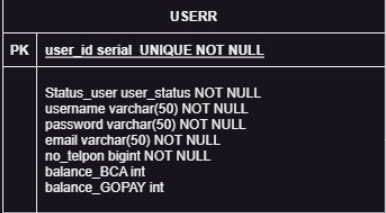 USERR
PK user_id serial UNIQUE NOT NULL
Status_user user_status NOT NULL
username varchar(50) NOT NULL
password varchar(50) NOT NULL
email varchar(50) NOT NULL
no_telpon bigint NOT NULL
balance_BCA int
balance_GOPAY int